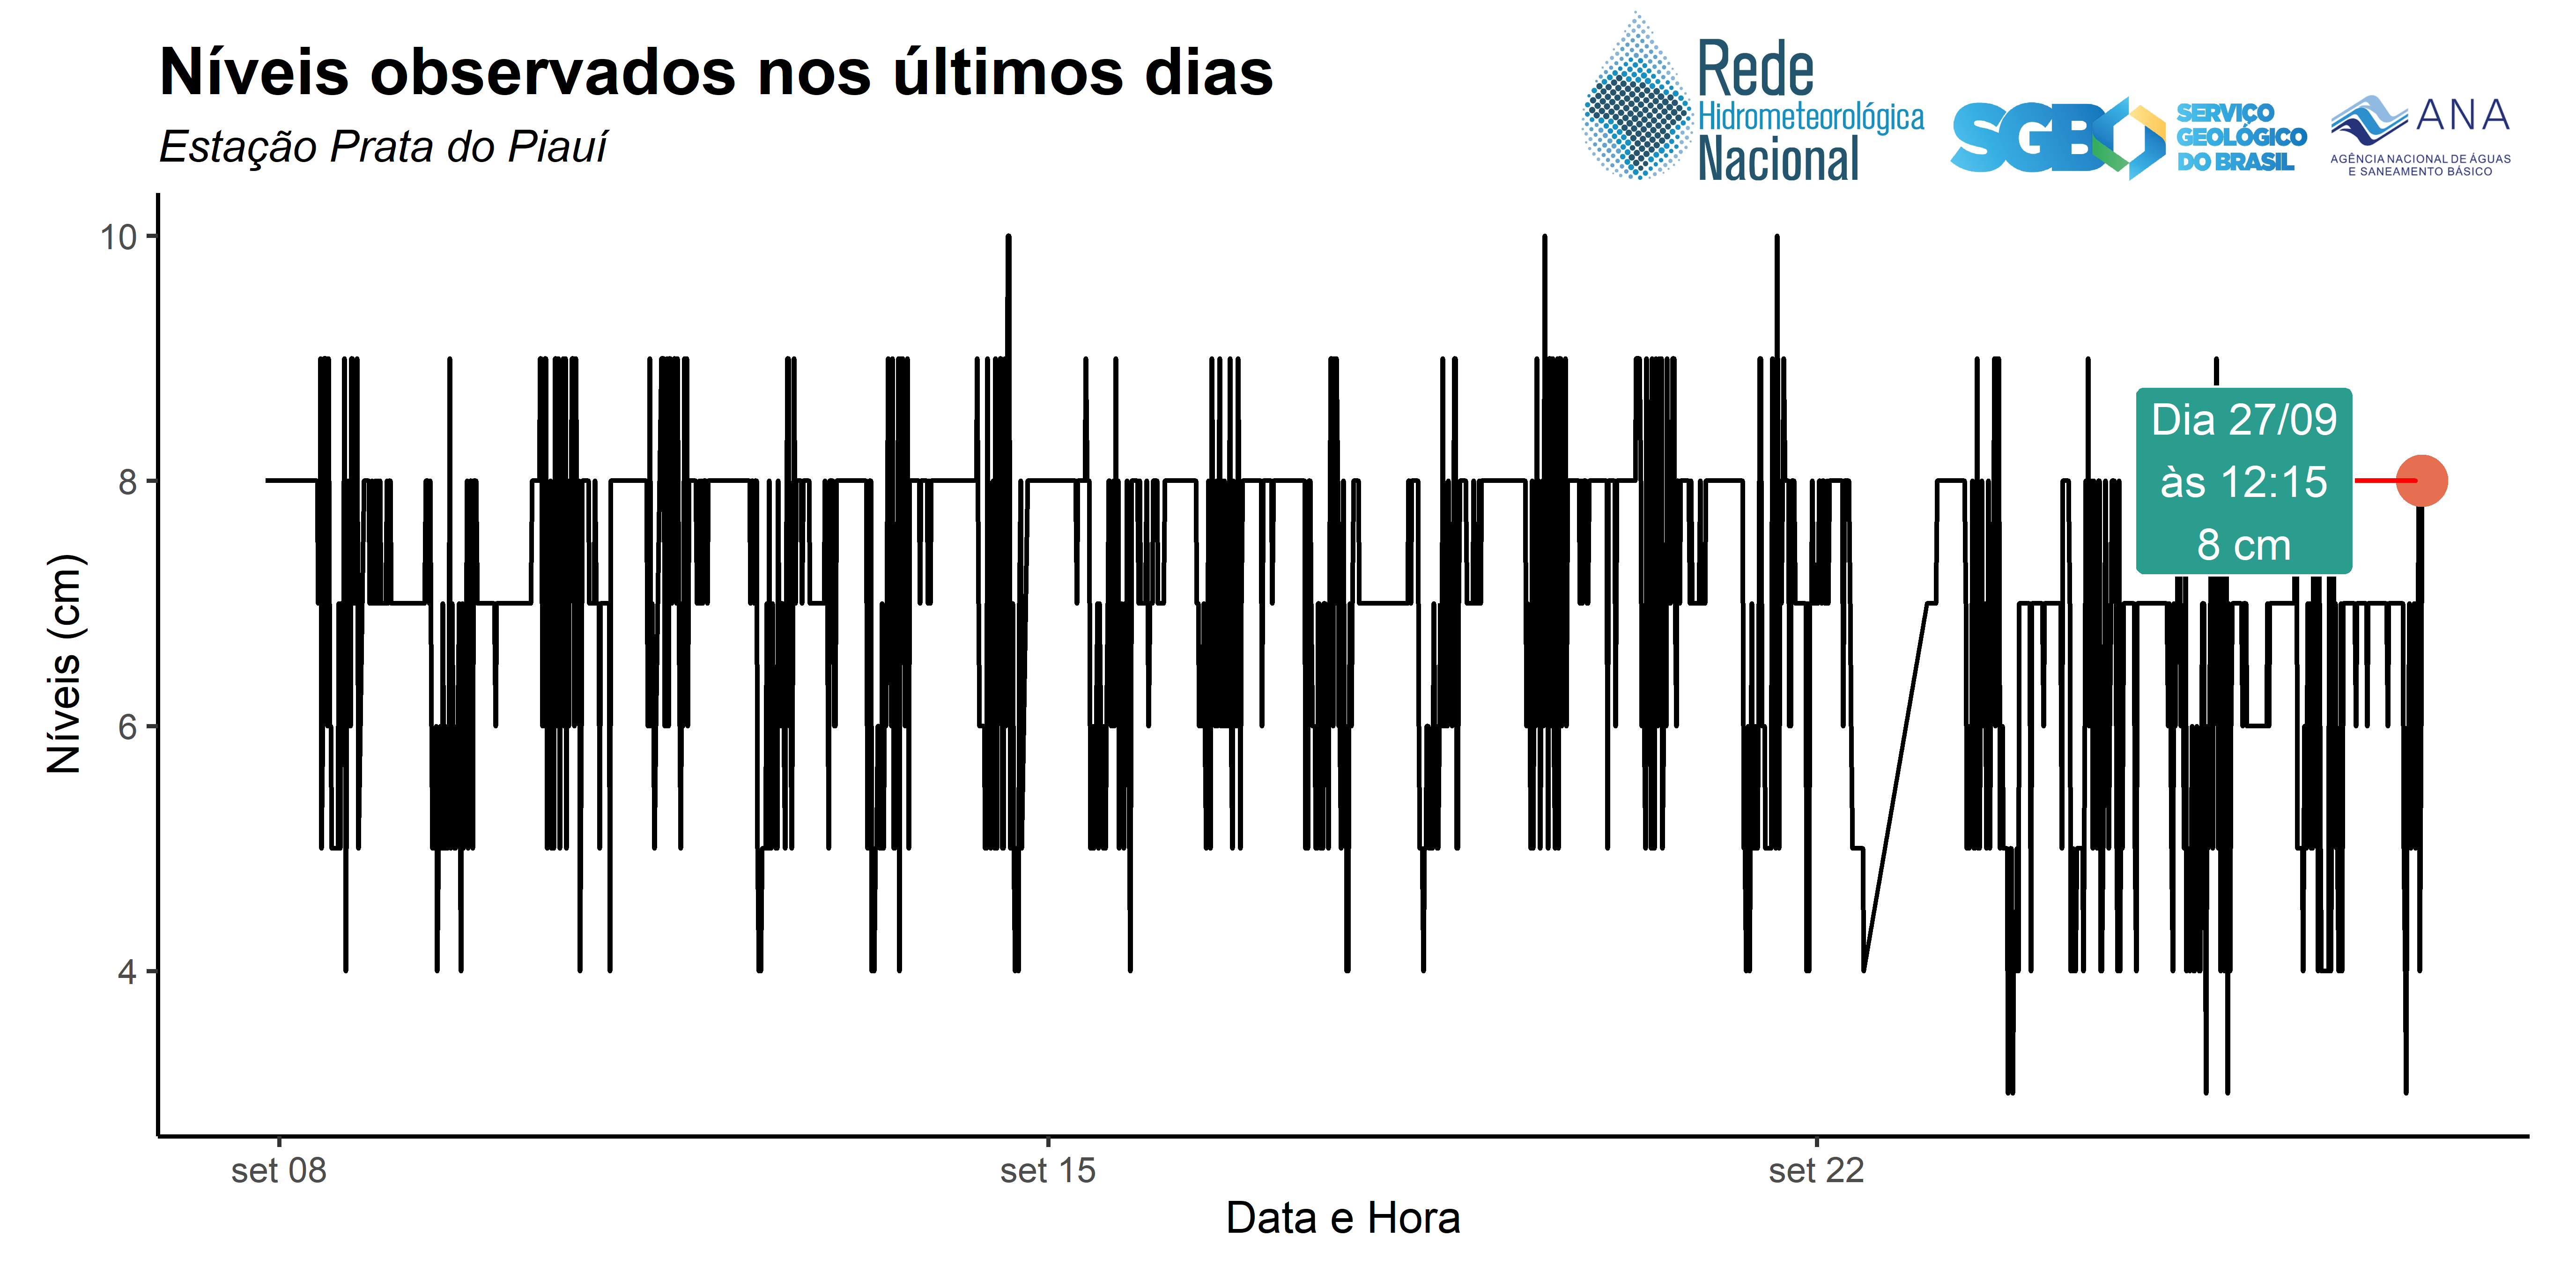 Níveis observados nos últimos dias
Estação Prata do Piauí
Rede
Hidrometeorológica
Nacional
SGB
SERVIÇO
GEOLÓGICO
DO BRASIL
ANA
AGÊNCIA NACIONAL DE ÁGUAS
E SANEAMENTO BÁSICO
10
8
6
4
Níveis (cm)
Dia 27/09
às 12:15
8 cm
set 08
set 15
set 22
Data e Hora